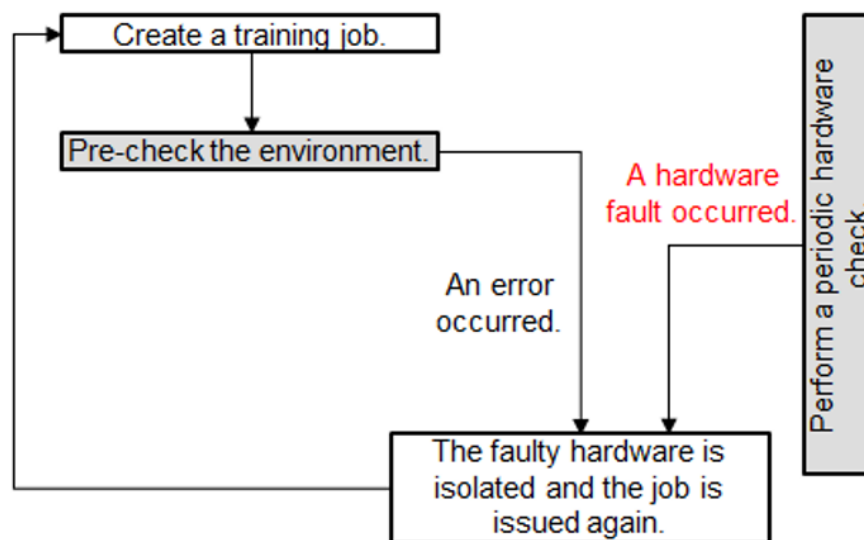 Create a training job.
Pre-check the environment.
A hardware
fault occurred.
An error
occurred.
Perform a periodic hardware
check.
The faulty hardware is
isolated and the job is
issued again.